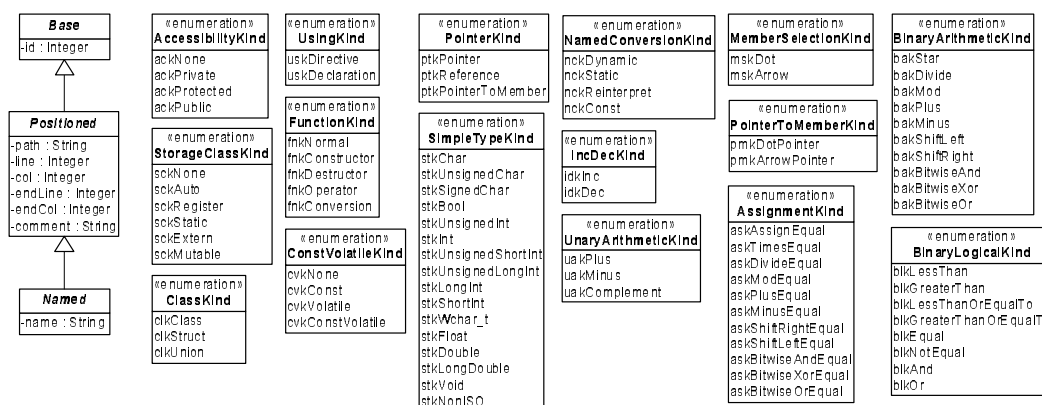 Base
-id : Integer
Positioned
-path : String
-line : Integer
-col : Integer
-endLine : Integer
-endCol : Integer
-comment : String
Named
-name : String
«enumeration»
AccessibilityKind
ackNone
ackPrivate
ackProtected
ackPublic
«enumeration»
StorageClassKind
sckNone
sckAuto
sckRegister
sckStatic
sckExtern
sckMutable
«enumeration»
ClassKind
clkClass
clkStruct
clkUnion
«enumeration»
UsingKind
uskDirective
uskDeclaration
«enumeration»
FunctionKind
fnkNormal
fnkConstructor
fnkDestructor
fnkOperator
fnkConversion
«enumeration»
ConstVolatileKind
cvkNone
cvkConst
cvkVolatile
cvkConstVolatile
«enumeration»
PointerKind
ptkPointer
ptkReference
ptkPointerToMember
«enumeration»
SimpleTypeKind
stkChar
stkUnsignedChar
stkSignedChar
stkBool
stkUnsignedInt
stkInt
stkUnsignedShortInt
stkUnsignedLongInt
stkLongInt
stkShortInt
stkWchar_t
stkFloat
stkDouble
stkLongDouble
stkVoid
stkNonISO
«enumeration»
NamedConversionKind
nckDynamic
nckStatic
nckReinterpret
nckConst
«enumeration»
IncDecKind
idkInc
idkDec
«enumeration»
UnaryArithmeticKind
uakPlus
uakMinus
uakComplement
«enumeration»
MemberSelectionKind
mskDot
mskArrow
«enumeration»
PointerToMemberKind
pmkDotPointer
pmkArrowPointer
«enumeration»
AssignmentKind
askAssignEqual
askTimesEqual
askDivideEqual
askModEqual
askPlusEqual
askMinusEqual
askShiftRightEqual
askShiftLeftEqual
askBitwiseAndEqual
askBitwiseXorEqual
askBitwiseOrEqual
«enumeration»
BinaryArithmeticKind
bakStar
bakDivide
bakMod
bakPlus
bakMinus
bakShiftLeft
bakShiftRight
bakBitwiseAnd
bakBitwiseXor
bakBitwiseOr
«enumeration»
BinaryLogicalKind
blkLessThan
blkGreaterThan
blkLessThanOrEqualTo
blkGreaterThanOrEqualT
blkEqual
blkNotEqual
blkAnd
blkOr